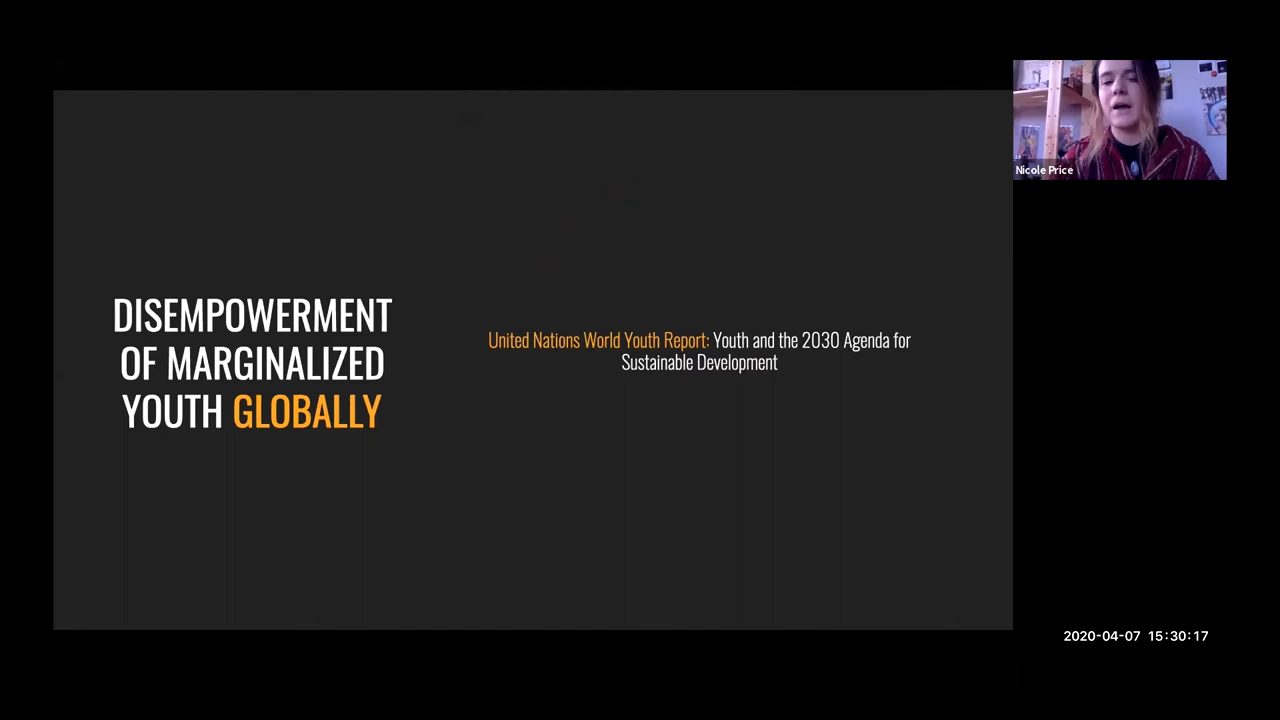 DISEMPOWERMENT
OF MARGINALIZED
YOUTH GLOBALLY
United Nations World Youth Report: Youth and the 2030 Agenda for
Sustainable Development
Nicole Price
2020-04-07 15:30:17